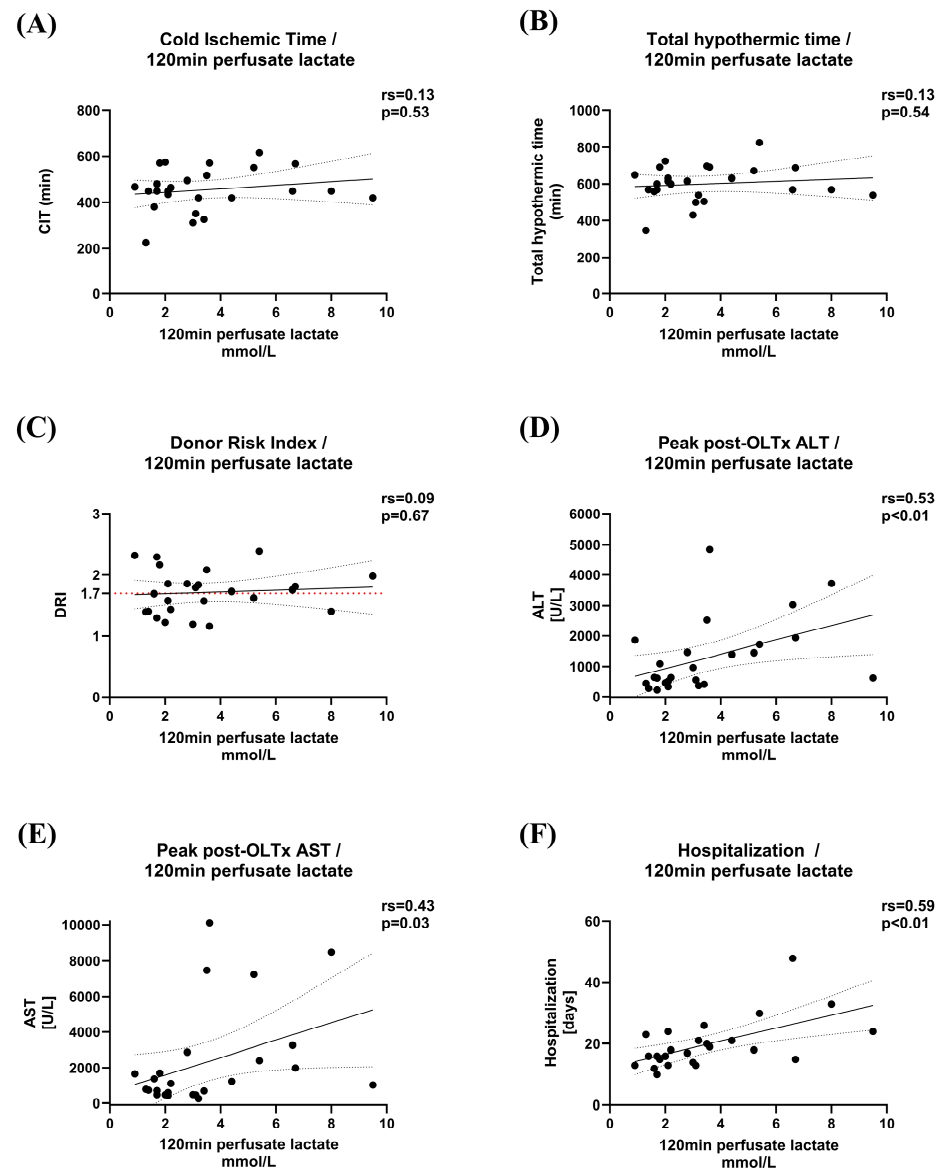 (A)
Cold Ischemic Time /
120min perfusate lactate
rs=0.13
p=0.53
800
600
400
200
0
CIT (min)
0 2 4 6 8 10
120min perfusate lactate
mmol/L
(B)
Total hypothermic time /
120min perfusate lactate
rs=0.13
p=0.54
1000
800
600
400
200
0
Total hypothermic time
(min)
0 2 4 6 8 10
120min perfusate lactate
mmol/L
(C)
Donor Risk Index /
120min perfusate lactate
rs=0.09
p=0.67
3
2
1.7
1
0
DRI
0 2 4 6 8 10
120min perfusate lactate
mmol/L
(D)
Peak post-OLTx ALT /
120min perfusate lactate
rs=0.53
p<0.01
6000
5000
4000
3000
2000
1000
0
ALT
[U/L]
0 2 4 6 8 10
120min perfusate lactate
mmol/L
(E)
Peak post-OLTx AST /
120min perfusate lactate
rs=0.43
p=0.03
10000
8000
6000
4000
2000
0
AST
[U/L]
0 2 4 6 8 10
120min perfusate lactate
mmol/L
(F)
Hospitalization /
120min perfusate lactate
rs=0.59
p<0.01
60
40
20
0
Hospitalization
[days]
0 2 4 6 8 10
120min perfusate lactate
mmol/L